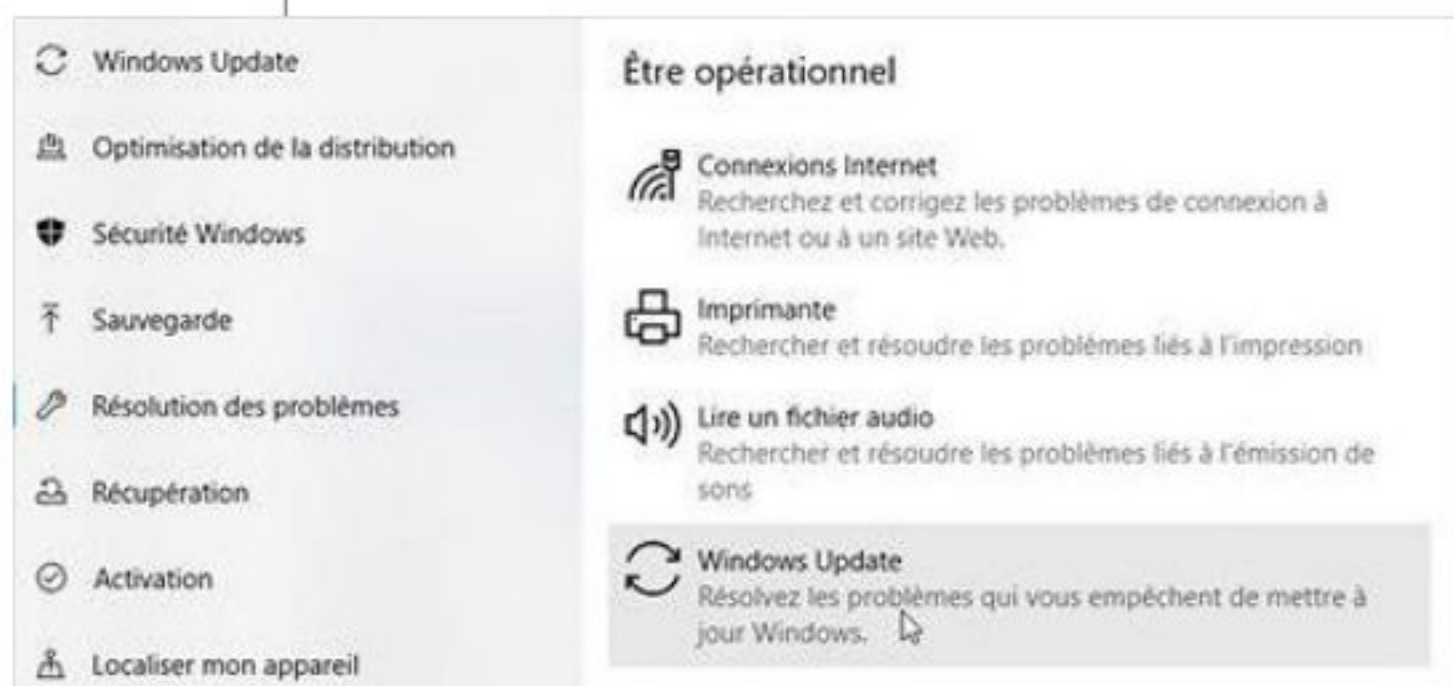 Windows Update
Optimisation de la distribution
Sécurité Windows
Sauvegarde
Résolution des problèmes
Récupération
Activation
Localiser mon appareil
Être opérationnel
Connexions Internet
Recherchez et corrigez les problèmes de connexion à
Internet ou à un site Web.
Imprimante
Rechercher et résoudre les problèmes liés à l'impression
Lire un fichier audio
Rechercher et résoudre les problèmes liés à l'émission de
sons
Windows Update
Résolvez les problèmes qui vous empêchent de mettre à
jour Windows.